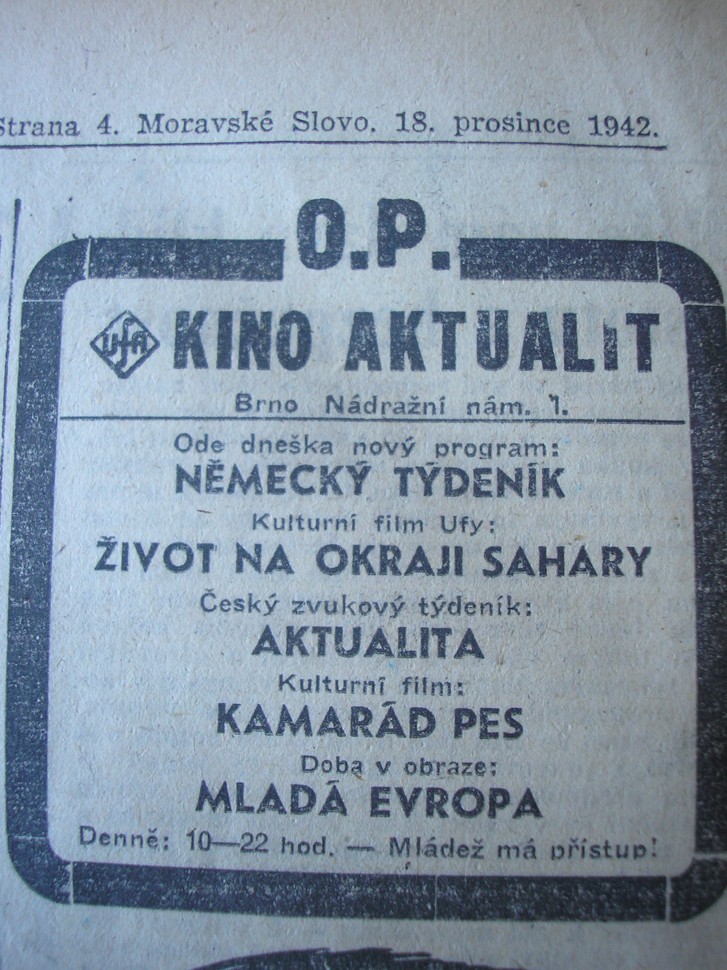 Strana 4. Moravské Slovo. 18. prosince 1942.
O.P.
Ufa KINO AKTUALIT
Brno Nádražní nám. 1.
Ode dneška nový program:
NĚMECKÝ TÝDENÍK
Kulturní film Ufy:
ŽIVOT NA OKRAJI SAHARY
Český zvukový týdeník:
AKTUALITA
Kulturní film:
KAMARÁD PES
Doba v obraze:
MLADÁ EVROPA
Denně: 10—22 hod. — Mládež má přístup!